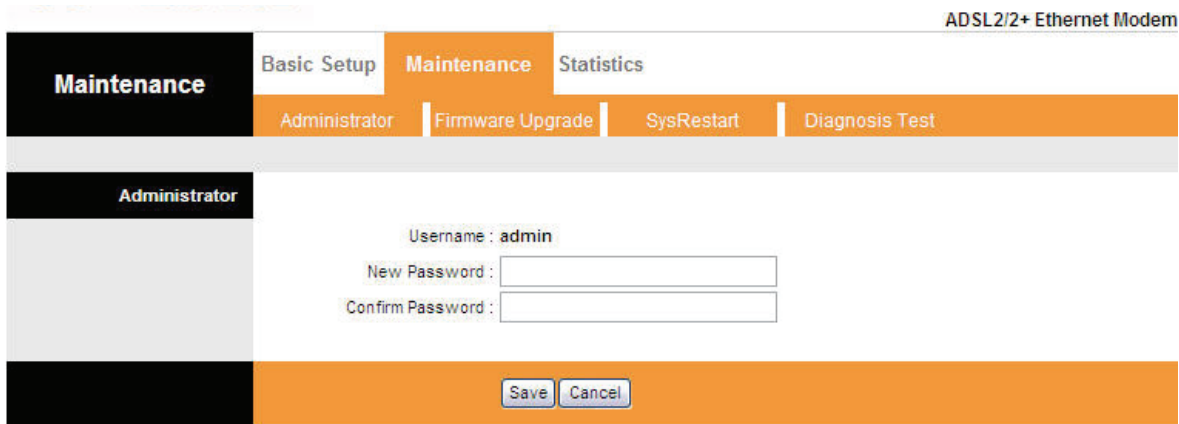 ADSL2/2+ Ethernet Modem
Maintenance
Basic Setup Maintenance Statistics
Administrator Firmware Upgrade SysRestart Diagnosis Test
Administrator
Username : admin
New Password :
Confirm Password :
Save Cancel